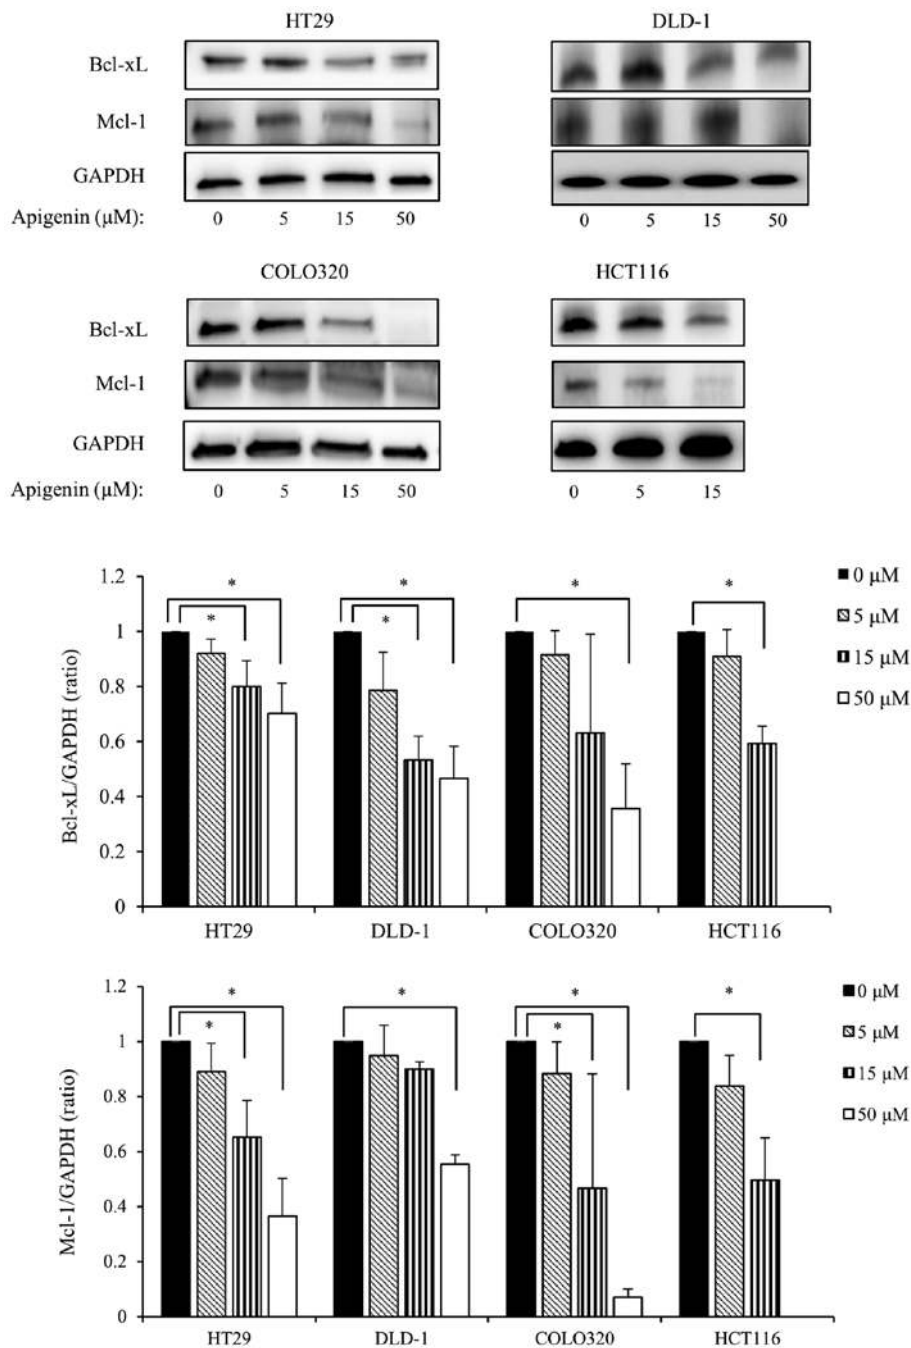 HT29 DLD-1
Bcl-xL
Mcl-1
GAPDH
Apigenin (µM): 0 5 15 50 0 5 15 50
COLO320 HCT116
Bcl-xL
Mcl-1
GAPDH
Apigenin (µM): 0 5 15 50 0 5 15
Bcl-xL/GAPDH (ratio)
1.2
1
0.8
0.6
0.4
0.2
0
* * * * * *
0 µM
5 µM
15 µM
50 µM
HT29 DLD-1 COLO320 HCT116
Mcl-1/GAPDH (ratio)
1.2
1
0.8
0.6
0.4
0.2
0
* * * * * *
0 µM
5 µM
15 µM
50 µM
HT29 DLD-1 COLO320 HCT116